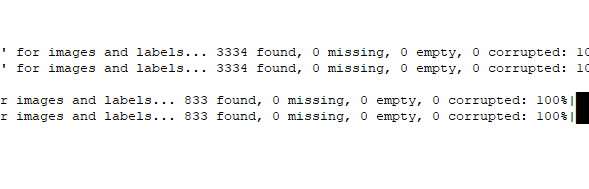 ' for images and labels... 3334 found, 0 missing, 0 empty, 0 corrupted: 10
' for images and labels... 3334 found, 0 missing, 0 empty, 0 corrupted: 10
r images and labels... 833 found, 0 missing, 0 empty, 0 corrupted: 100%|
r images and labels... 833 found, 0 missing, 0 empty, 0 corrupted: 100%|